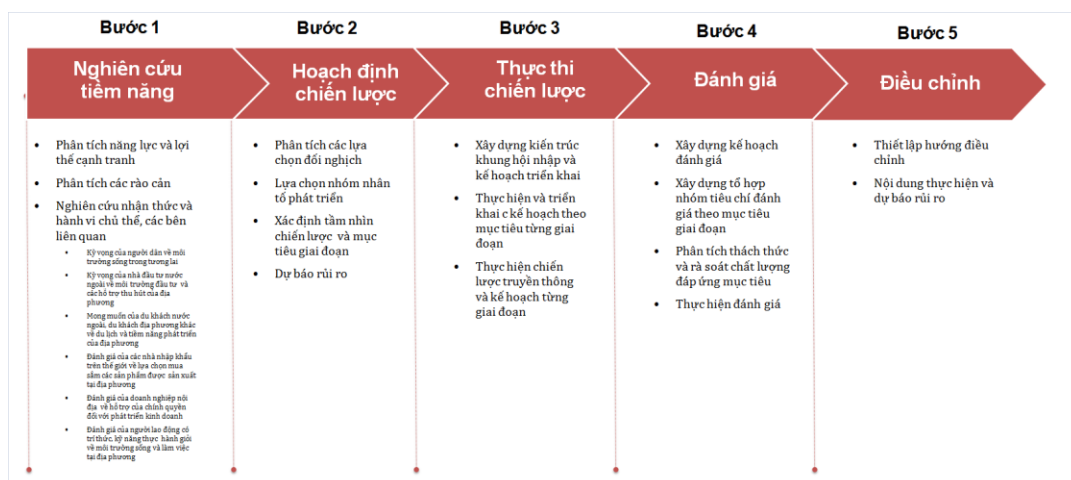 Bước 1
Nghiên cứu
tiềm năng
• Phân tích năng lực và lợi
thế cạnh tranh
• Phân tích các rào cản
• Nghiên cứu nhận thức và
hành vi chủ thể, các bên
liên quan
• Kỳ vọng của người dân về môi
trường sống trong tương lai
• Kỳ vọng của nhà đầu tư nước
ngoài về môi trường đầu tư và
các hỗ trợ thu hút của địa
phương
• Mong muốn của du khách nước
ngoài, du khách địa phương khác
về du lịch và tiềm năng phát triển
của địa phương
• Đánh giá của các nhà nhập khẩu
trên thế giới về lựa chọn mua
sắm các sản phẩm được sản xuất
tại địa phương
• Đánh giá của doanh nghiệp nội
địa về hỗ trợ của chính quyền
đối với phát triển kinh doanh
• Đánh giá của người lao động có
trí thức, kỹ năng thực hành giỏi
về môi trường sống và làm việc
tại địa phương
Bước 2
Hoạch định
chiến lược
• Phân tích các lựa
chọn đối nghịch
• Lựa chọn nhóm nhân
tố phát triển
• Xác định tầm nhìn
chiến lược và mục
tiêu giai đoạn
• Dự báo rủi ro
Bước 3
Thực thi
chiến lược
• Xây dựng kiến trúc
khung hội nhập và
kế hoạch triển khai
• Thực hiện và triển
khai c kế hoạch theo
mục tiêu từng giai
đoạn
• Thực hiện chiến
lược truyền thông
và kế hoạch từng
giai đoạn
Bước 4
Đánh giá
• Xây dựng kế hoạch
đánh giá
• Xây dựng tổ hợp
nhóm tiêu chí đánh
giá theo mục tiêu
giai đoạn
• Phân tích thách thức
và rà soát chất lượng
đáp ứng mục tiêu
• Thực hiện đánh giá
Bước 5
Điều chỉnh
• Thiết lập hướng điều
chỉnh
• Nội dung thực hiện và
dự báo rủi ro